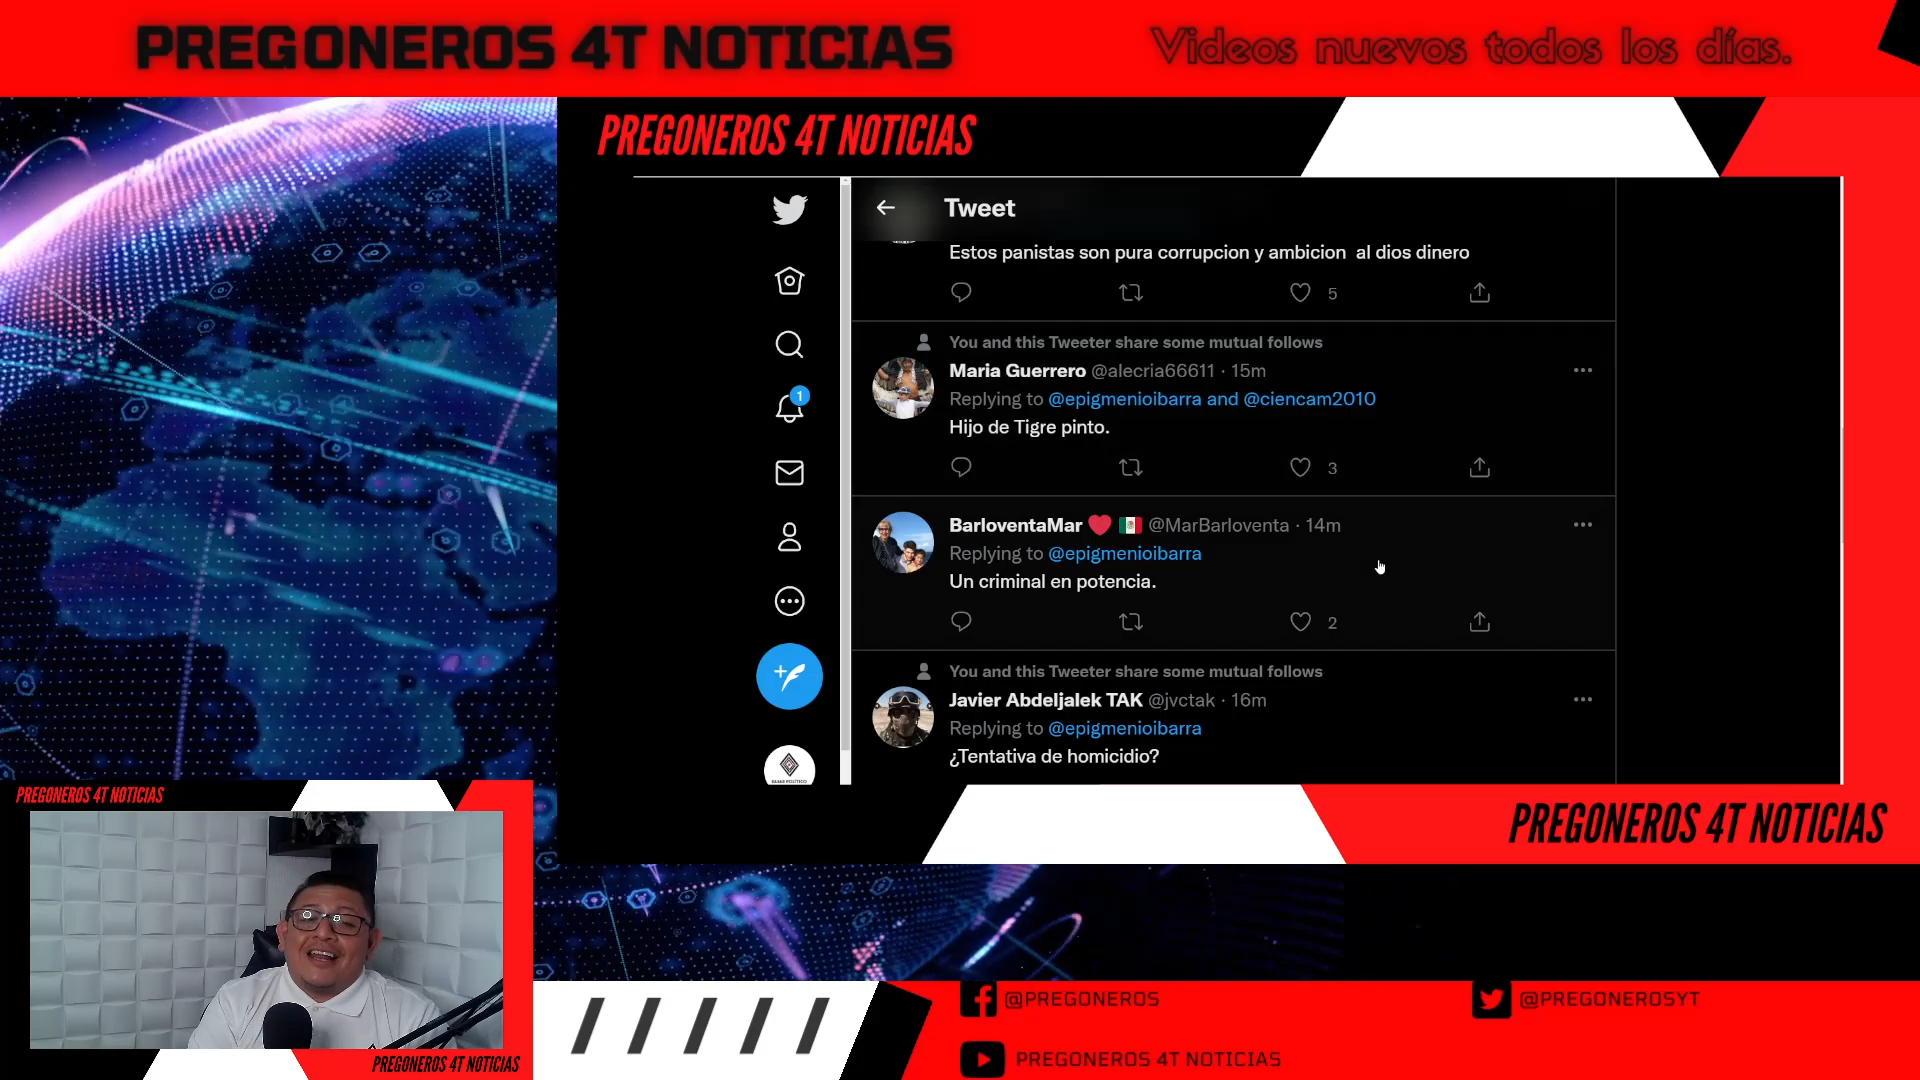 PREGONEROS 4T NOTICIAS
Videos nuevos todos los días.
PREGONEROS 4T NOTICIAS
Tweet
Estos panistas son pura corrupcion y ambicion al dios dinero
5
You and this Tweeter share some mutual follows
Maria Guerrero @alecria66611 · 15m
Replying to @epigmenioibarra and @ciencam2010
Hijo de Tigre pinto.
3
1
BarloventaMar @MarBarloventa · 14m
Replying to @epigmenioibarra
Un criminal en potencia.
2
You and this Tweeter share some mutual follows
Javier Abdeljalek TAK @jvctak · 16m
Replying to @epigmenioibarra
¿Tentativa de homicidio?
PREGONEROS 4T NOTICIAS
PREGONEROS 4T NOTICIAS
PREGONEROS 4T NOTICIAS
@PREGONEROS
@PREGONEROSYT
PREGONEROS 4T NOTICIAS